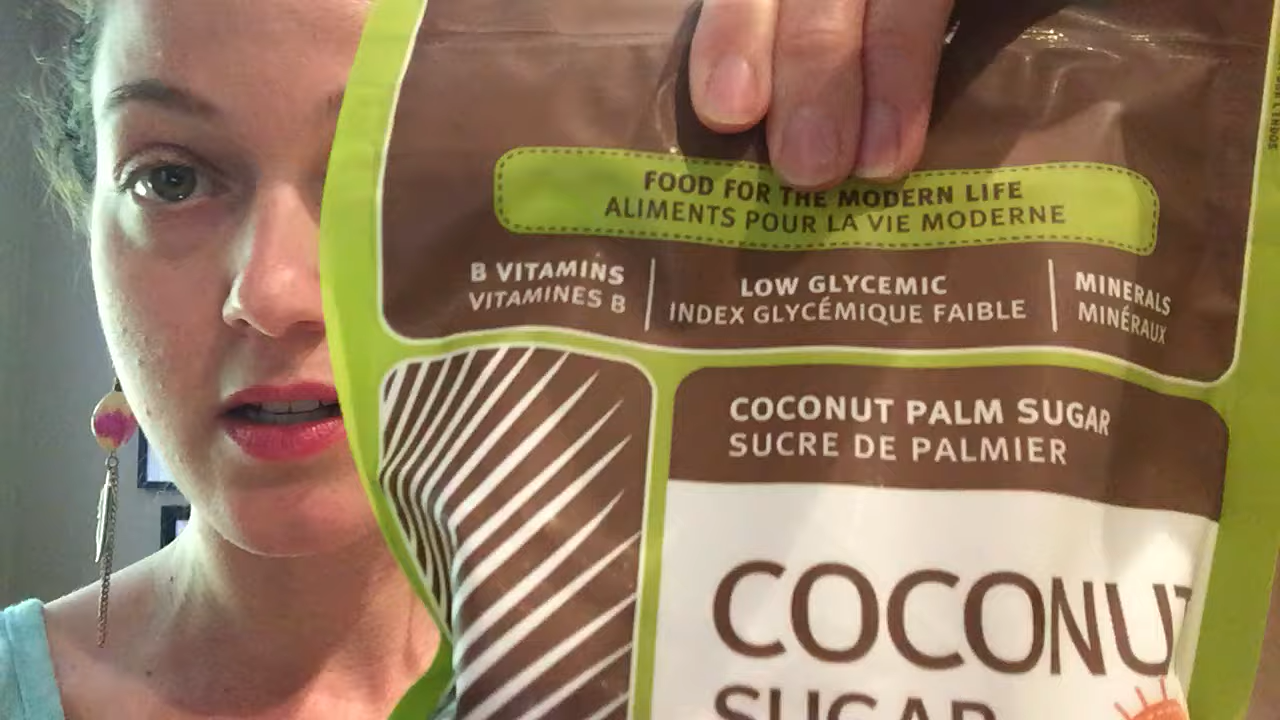 FOOD FOR THE MODERN LIFE
ALIMENTS POUR LA VIE MODERNE
B VITAMINS
VITAMINES B
LOW GLYCEMIC
INDEX GLYCÉMIQUE FAIBLE
MINERALS
MINÉRAUX
COCONUT PALM SUGAR
SUCRE DE PALMIER
COCONUT
SUGAR